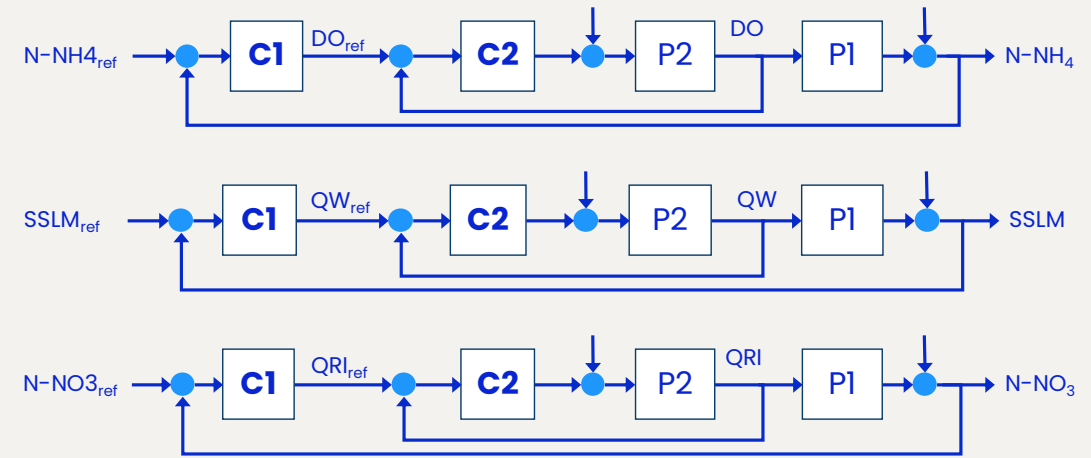 N-NH4ref C1 DOref C2 P2 DO P1 N-NH4
SSLMref C1 QWref C2 P2 QW P1 SSLM
N-NO3ref C1 QRIref C2 P2 QRI P1 N-NO3